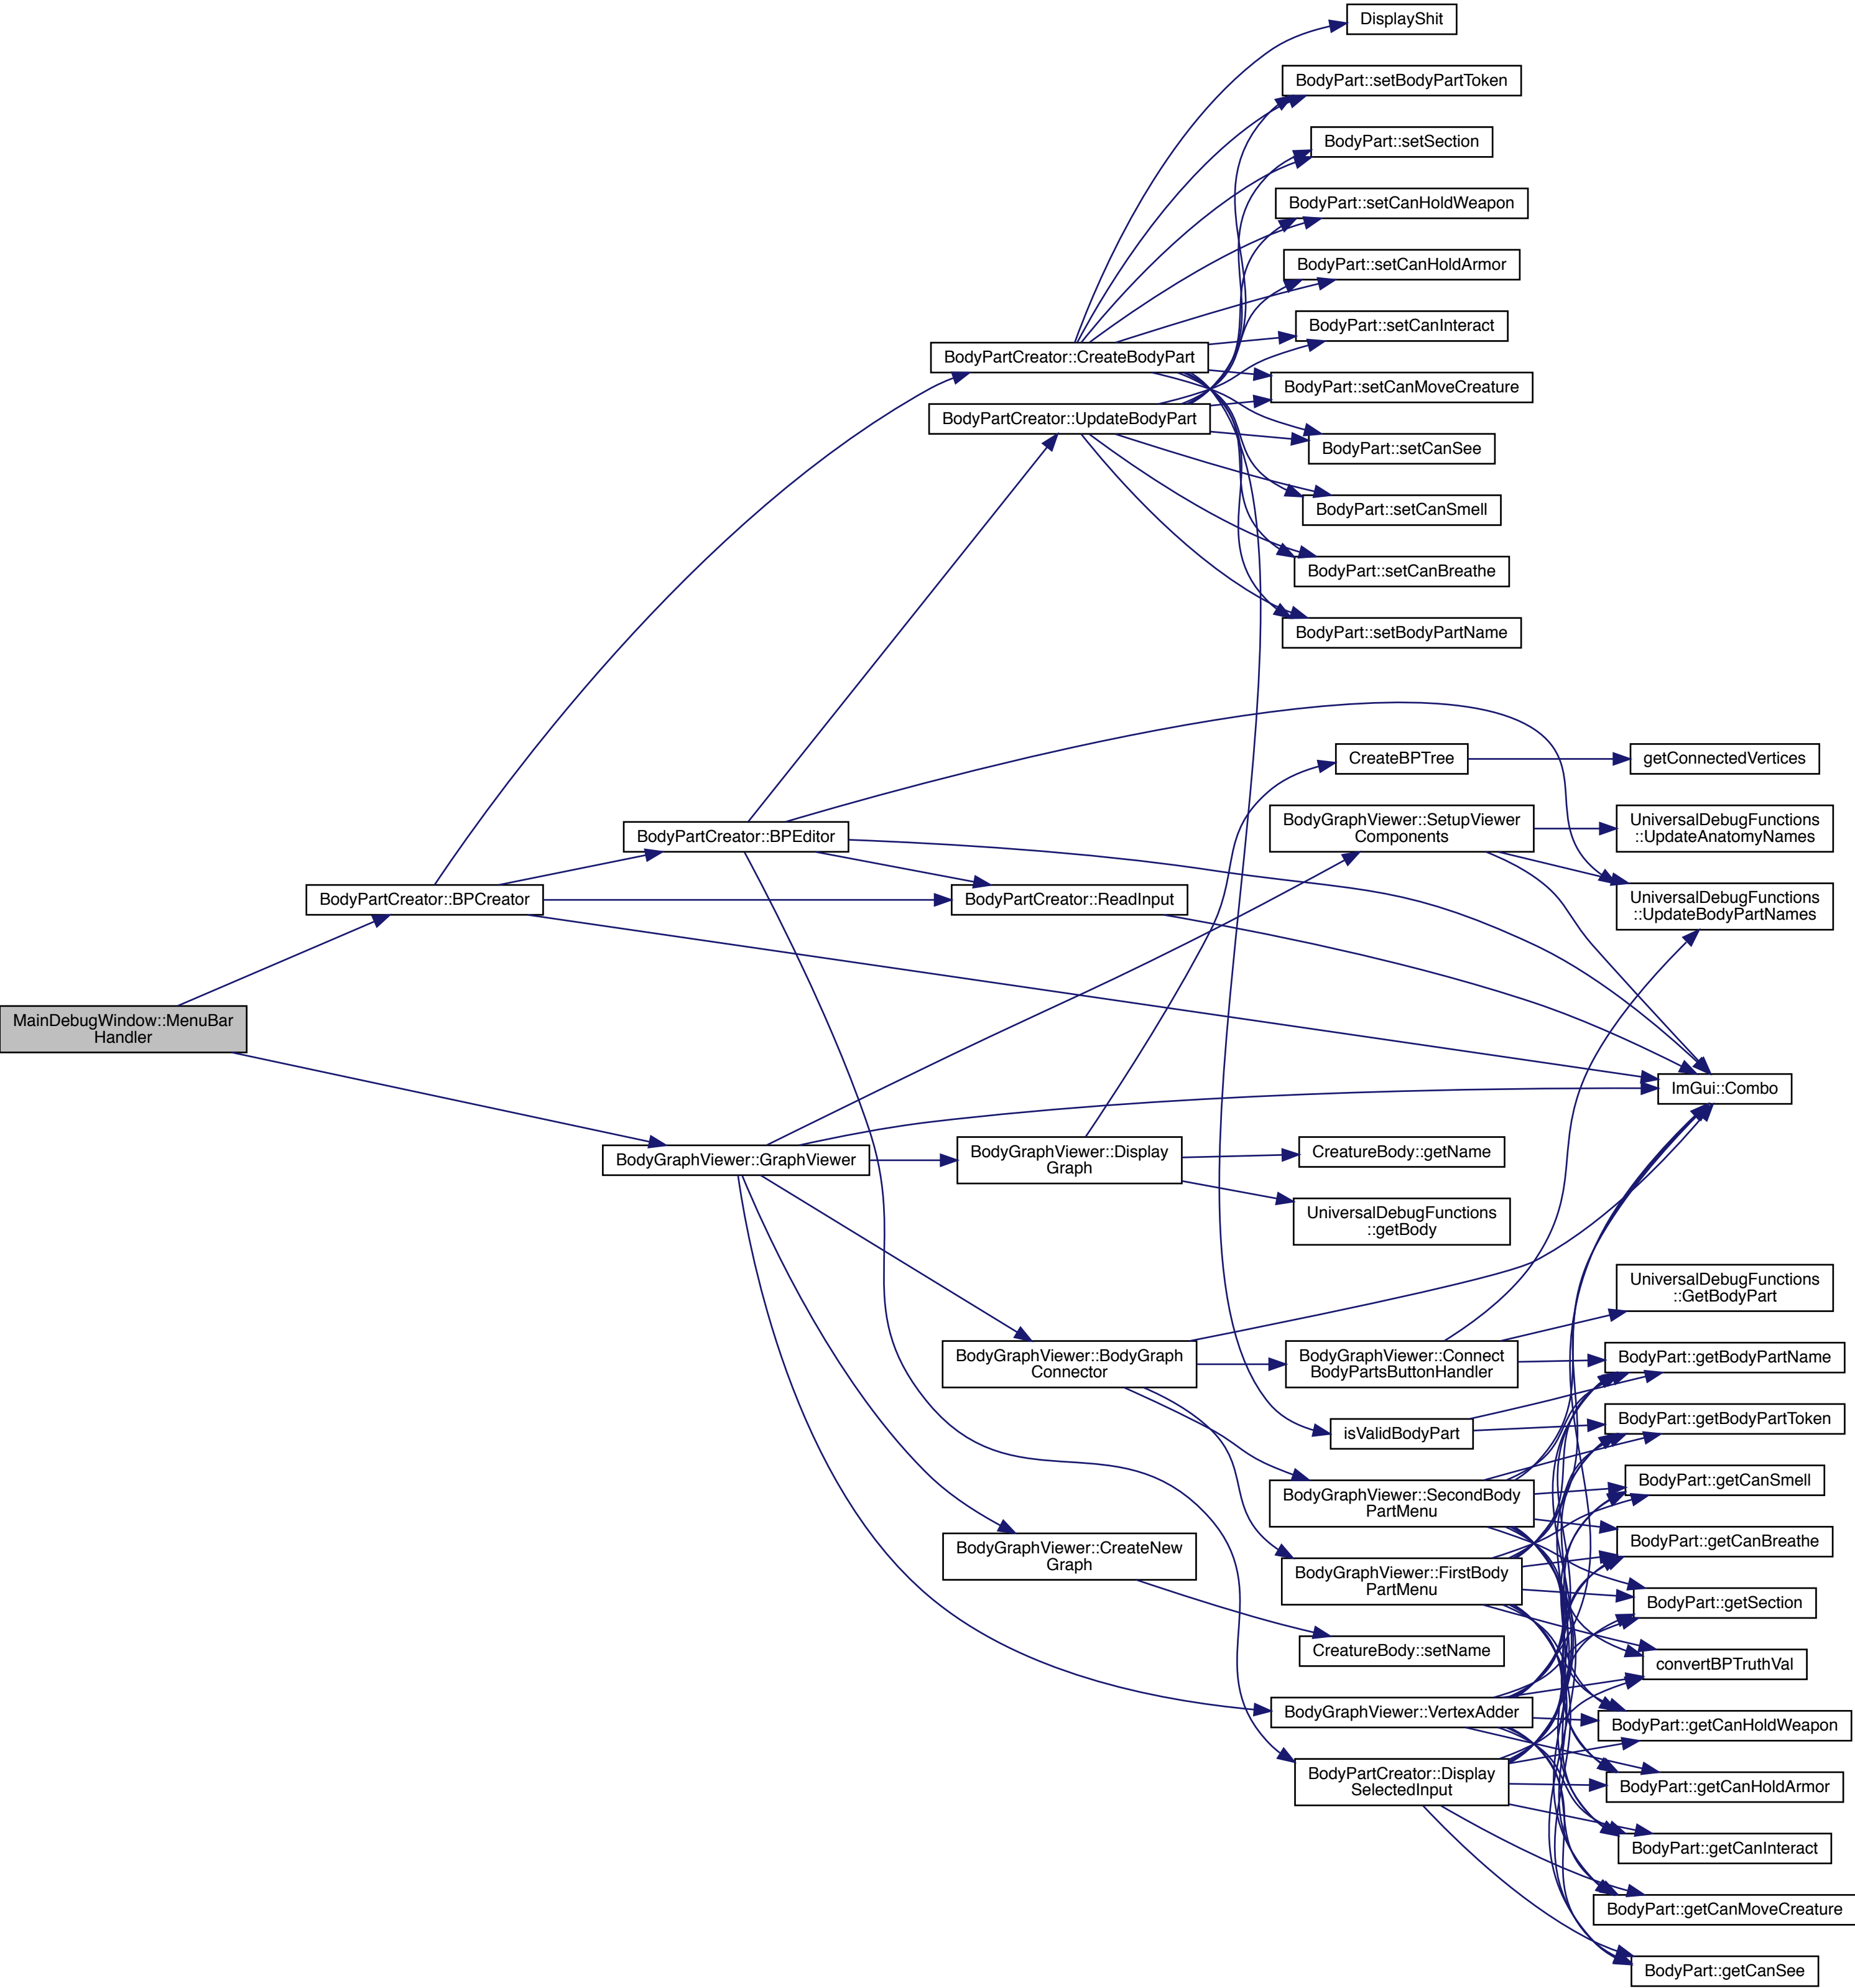 DisplayShit
BodyPart::setBodyPartToken
BodyPart::setSection
BodyPart::setCanHoldWeapon
BodyPart::setCanHoldArmor
BodyPart::setCanInteract
BodyPartCreator::CreateBodyPart
BodyPart::setCanMoveCreature
BodyPartCreator::UpdateBodyPart
BodyPart::setCanSee
BodyPart::setCanSmell
BodyPart::setCanBreathe
BodyPart::setBodyPartName
CreateBPTree
getConnectedVertices
BodyGraphViewer::SetupViewer
Components
UniversalDebugFunctions
::UpdateAnatomyNames
BodyPartCreator::BPEditor
BodyPartCreator::BPCreator
BodyPartCreator::ReadInput
UniversalDebugFunctions
::UpdateBodyPartNames
MainDebugWindow::MenuBar
Handler
ImGui::Combo
BodyGraphViewer::GraphViewer
BodyGraphViewer::Display
Graph
CreatureBody::getName
UniversalDebugFunctions
::getBody
UniversalDebugFunctions
::GetBodyPart
BodyGraphViewer::BodyGraph
Connector
BodyGraphViewer::Connect
BodyPartsButtonHandler
BodyPart::getBodyPartName
isValidBodyPart
BodyPart::getBodyPartToken
BodyGraphViewer::SecondBody
PartMenu
BodyPart::getCanSmell
BodyPart::getCanBreathe
BodyGraphViewer::CreateNew
Graph
BodyGraphViewer::FirstBody
PartMenu
BodyPart::getSection
CreatureBody::setName
convertBPTruthVal
BodyGraphViewer::VertexAdder
BodyPart::getCanHoldWeapon
BodyPartCreator::Display
SelectedInput
BodyPart::getCanHoldArmor
BodyPart::getCanInteract
BodyPart::getCanMoveCreature
BodyPart::getCanSee